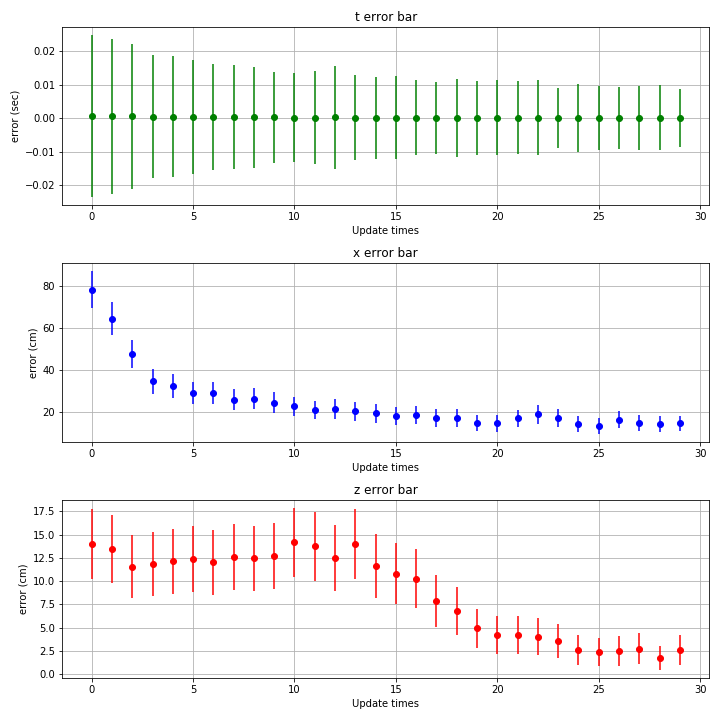 t error bar
0.02
0.01
0.00
−0.01
−0.02
error (sec)
0 5 10 15 20 25 30
Update times
x error bar
80
60
40
20
error (cm)
0 5 10 15 20 25 30
Update times
z error bar
17.5
15.0
12.5
10.0
7.5
5.0
2.5
0.0
error (cm)
0 5 10 15 20 25 30
Update times